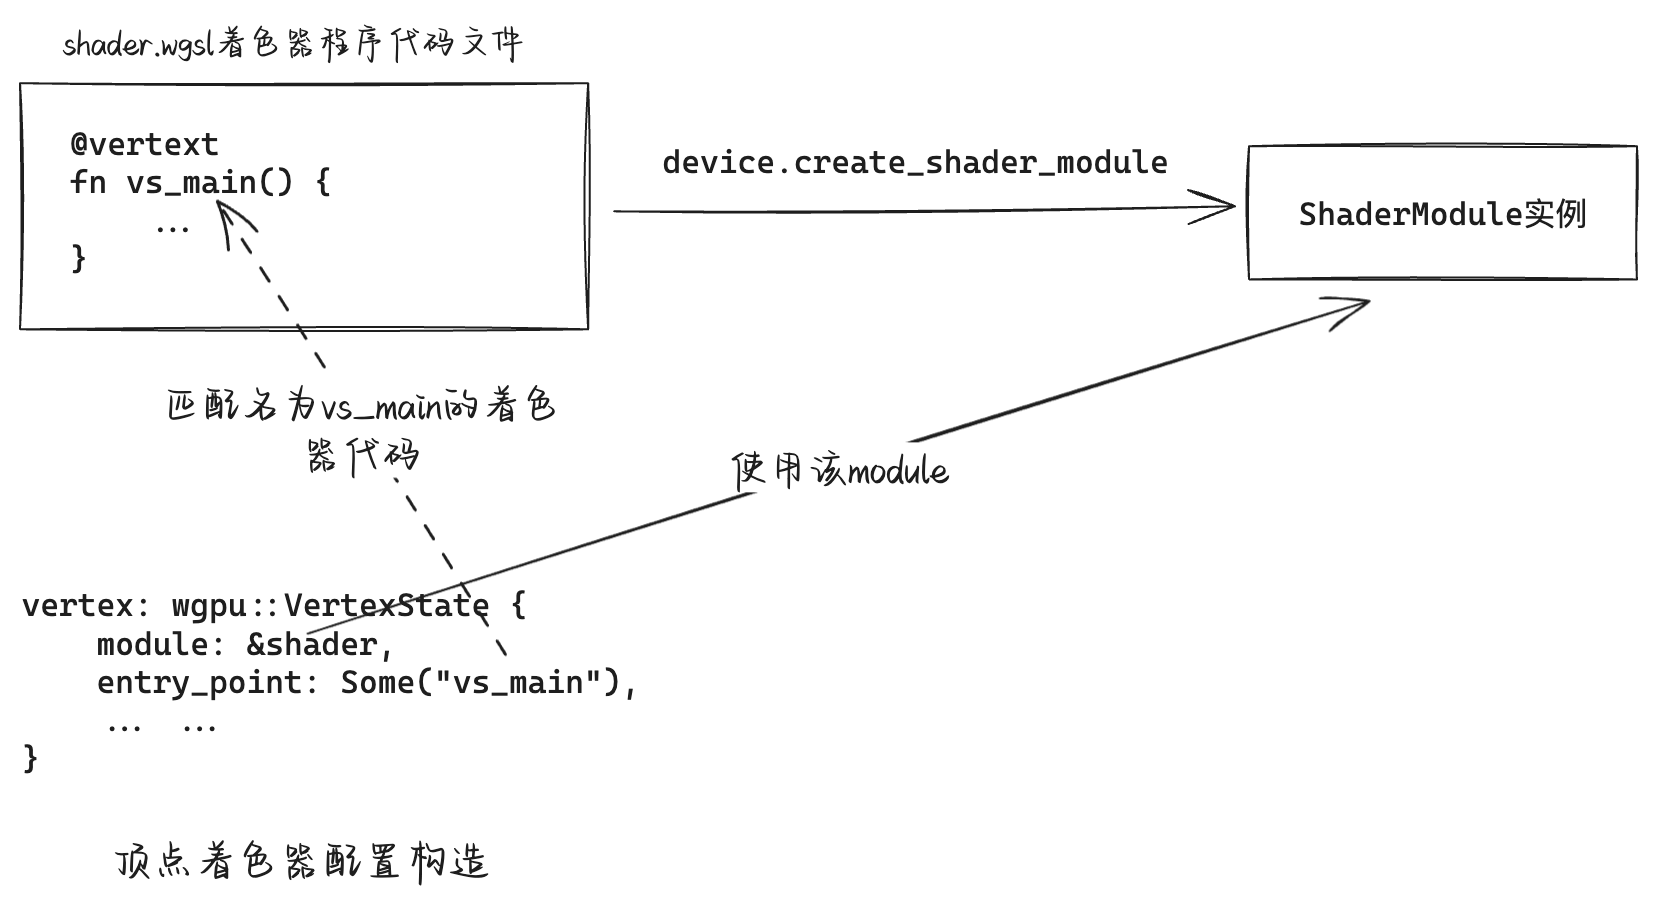 shader.wgsl着色器程序代码文件
@vertext
fn vs_main() {
...
}
device.create_shader_module
ShaderModule实例
匹配名为vs_main的着色
器代码
使用该module
vertex: wgpu::VertexState {
module: &shader,
entry_point: Some("vs_main"),
... ...
}
顶点着色器配置构造